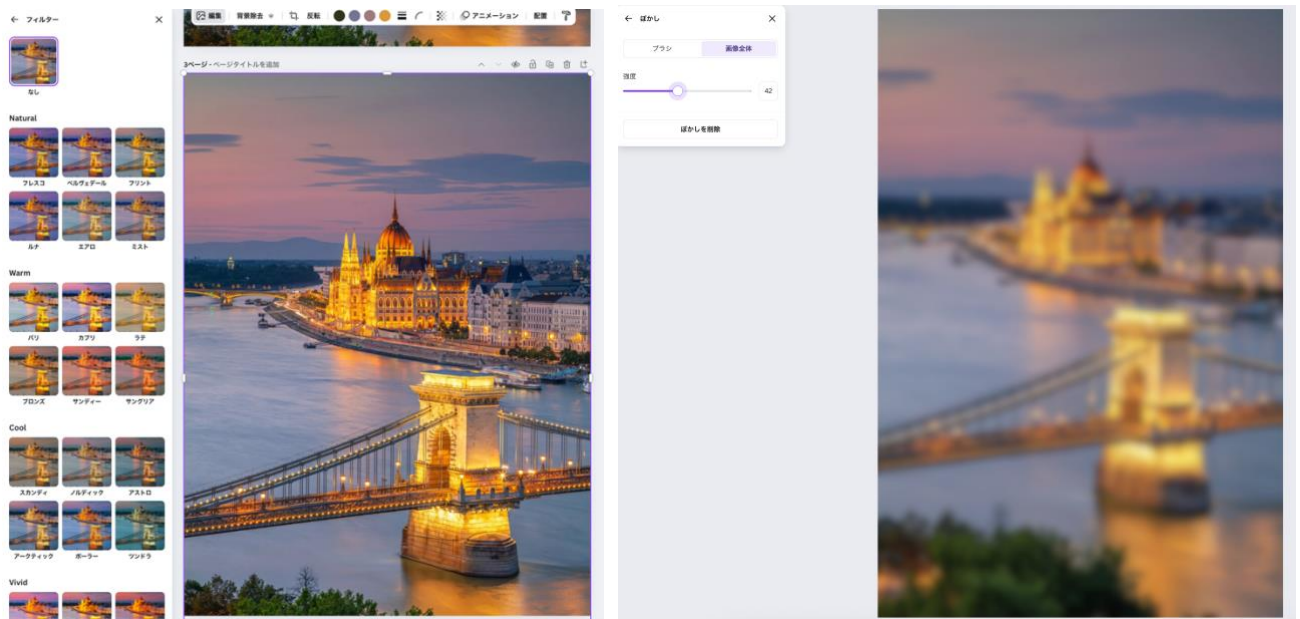 フィルター
なし
Natural
フレスコ ベルヴェデール フリント
ルナ エアロ ミスト
Warm
パリ カプリ ラテ
ブロンズ サンディー サングリア
Cool
スカンディ ノルディック アストロ
アークティック ポーラー ツンドラ
Vivid
編集 背景除去 反転 アニメーション 配置
3ページ - ページタイトルを追加
ぼかし
ブラシ 画像全体
強度
42
ぼかしを削除